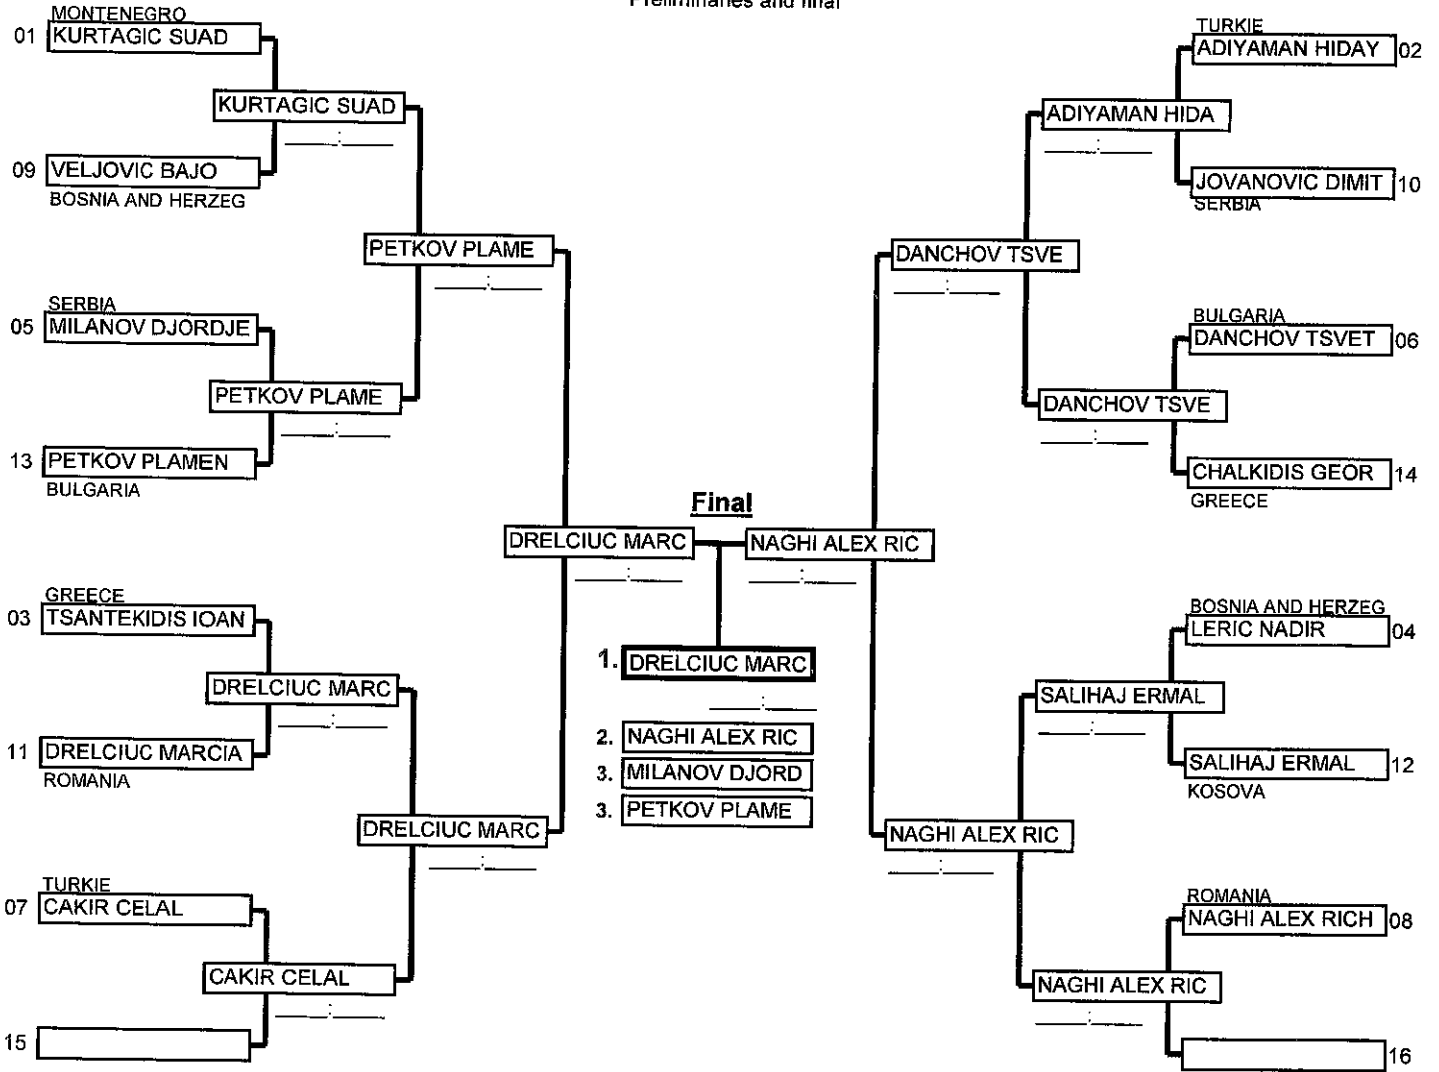 Preliminaries and final
MONTENEGRO
01 KURTAGIC SUAD
KURTAGIC SUAD
09 VELJOVIC BAJO
BOSNIA AND HERZEG
PETKOV PLAME
SERBIA
05 MILANOV DJORDJE
PETKOV PLAME
13 PETKOV PLAMEN
BULGARIA
DRELCIUC MARC
GREECE
03 TSANTEKIDIS IOAN
DRELCIUC MARC
11 DRELCIUC MARCIA
ROMANIA
DRELCIUC MARC
TURKIE
07 CAKIR CELAL
CAKIR CELAL
15
Final
1. DRELCIUC MARC
2. NAGHI ALEX RIC
3. MILANOV DJORD
3. PETKOV PLAME
TURKIE
ADIYAMAN HIDAY 02
ADIYAMAN HIDA
JOVANOVIC DIMIT 10
SERBIA
DANCHOV TSVE
BULGARIA
DANCHOV TSVET 06
DANCHOV TSVE
CHALKIDIS GEOR 14
GREECE
NAGHI ALEX RIC
BOSNIA AND HERZEG
LERIC NADIR 04
SALIHAJ ERMAL
SALIHAJ ERMAL 12
KOSOVA
NAGHI ALEX RIC
ROMANIA
NAGHI ALEX RICH 08
NAGHI ALEX RIC
16